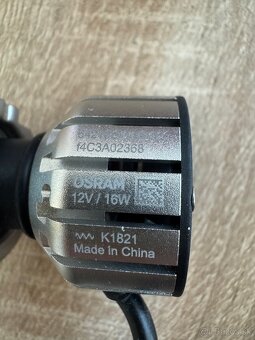 f4C3A02368
OSRAM
12V / 16W
K1821
Made in China